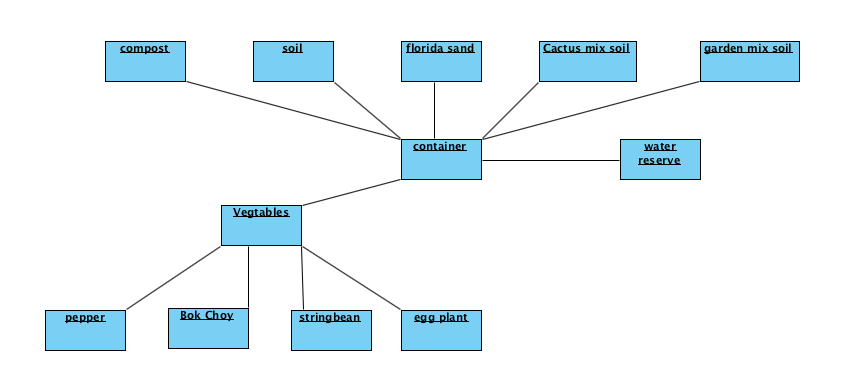 compost
soil
florida sand
Cactus mix soil
garden mix soil
container
water
reserve
Vegtables
pepper
Bok Choy
stringbean
egg plant